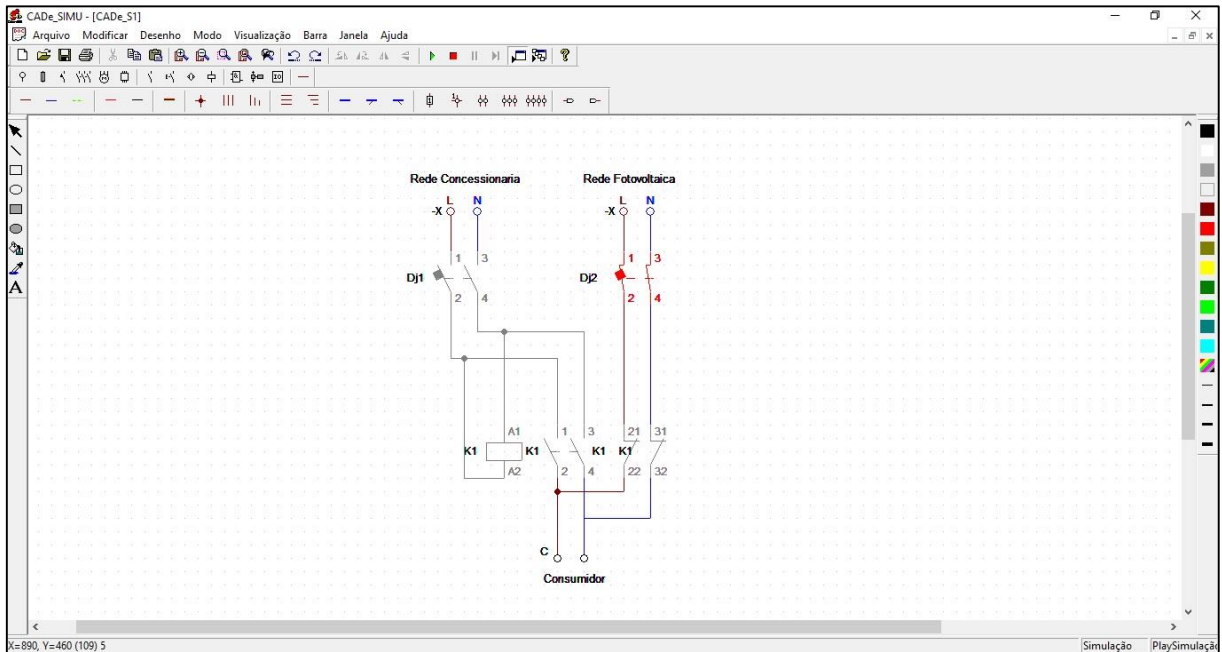 CADe_SIMU - [CADe_S1]
Arquivo Modificar Desenho Modo Visualização Barra Janela Ajuda
Rede Concessionaria Rede Fotovoltaica
L N L N
-X -X
1 3 1 3
Dj1 Dj2
2 4 2 4
A1 1 3 21 31
K1 K1 K1 K1
A2 2 4 22 32
C
Consumidor
X=890, Y=460 (109) 5 Simulação PlaySimulaçã